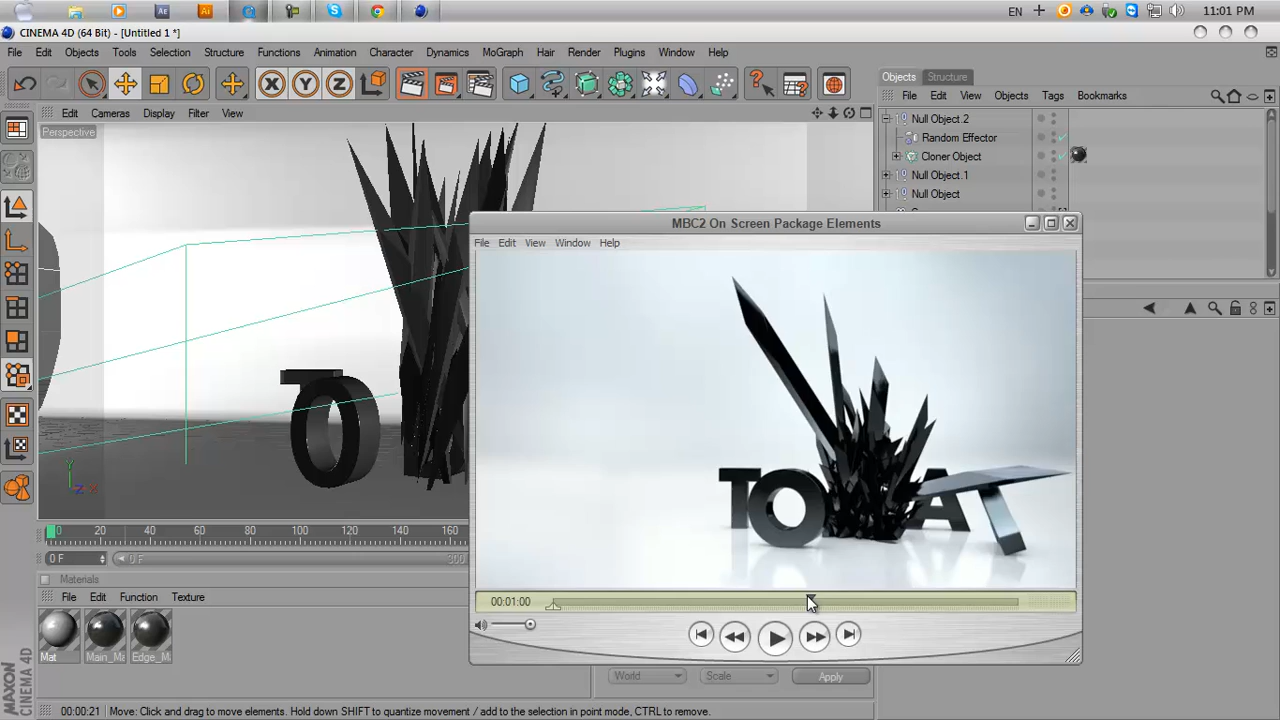 EN
11:01 PM
CINEMA 4D (64 Bit) - [Untitled 1 *]
File Edit Objects Tools Selection Structure Functions Animation Character Dynamics MoGraph Hair Render Plugins Window Help
X Y Z
Objects Structure
Edit Cameras Display Filter View
File Edit View Objects Tags Bookmarks
Perspective
Null Object.2
Random Effector
Cloner Object
Null Object.1
Null Object
MBC2 On Screen Package Elements
File Edit View Window Help
TO AT
TO
Y
Z X
0 20 40 60 80 100 120 140 160
0 F
0 F
300
00:01:00
Materials
File Edit Function Texture
Mat Main_Ma Edge_M
World Scale Apply
MAXON
CINEMA 4D
00:00:21 Move: Click and drag to move elements. Hold down SHIFT to quantize movement / add to the selection in point mode, CTRL to remove.